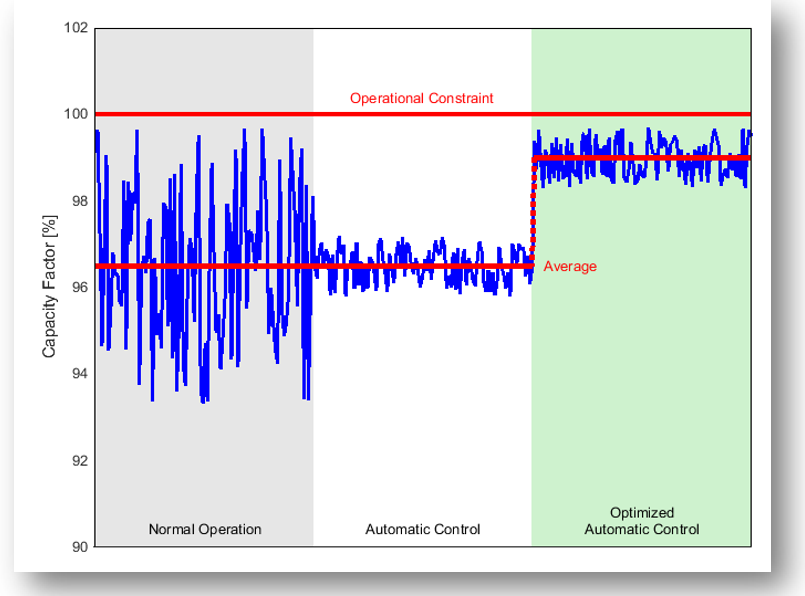 102
100
98
96
94
92
90
Capacity Factor [%]
Operational Constraint
Average
Normal Operation
Automatic Control
Optimized
Automatic Control